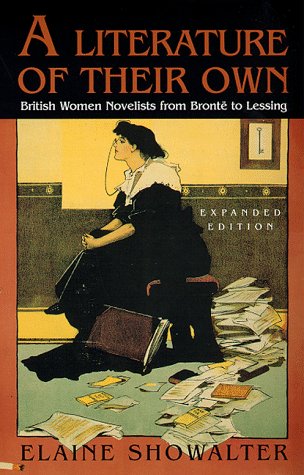 A LITERATURE
OF THEIR OWN
British Women Novelists from Brontë to Lessing
EXPANDED
EDITION
ELAINE SHOWALTER